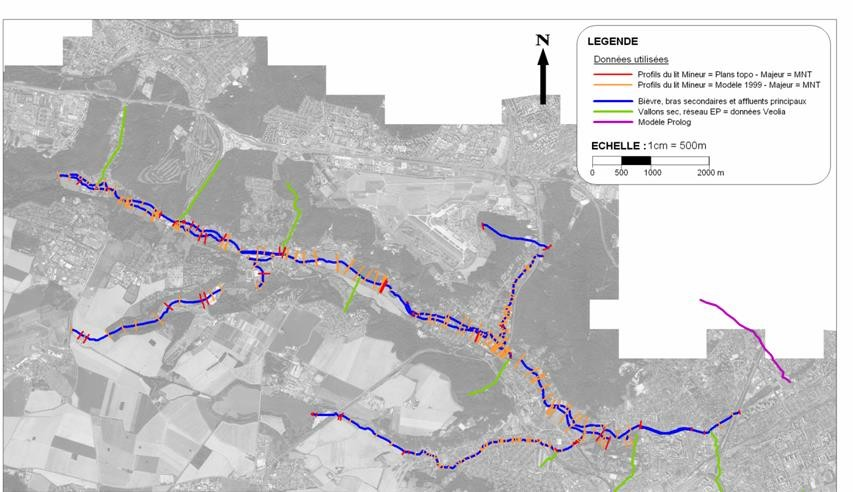 N
LEGENDE
Données utilisées
Profils du lit Mineur = Plans topo - Majeur = MNT
Profils du lit Mineur = Modèle 1999 - Majeur = MNT
Bièvre, bras secondaires et affluents principaux
Vallons sec, réseau EP = données Veolia
Modèle Prolog
ECHELLE : 1cm = 500m
0 500 1000 2000 m